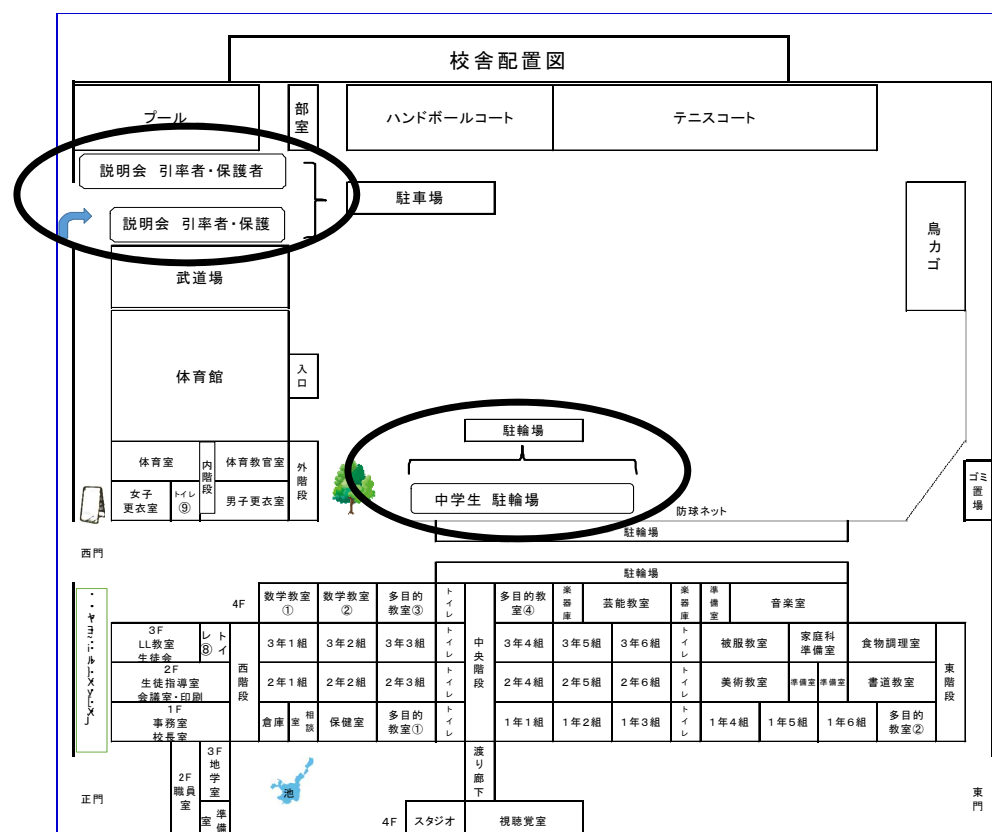 校舎配置図
プール
部室
ハンドボールコート
テニスコート
説明会 引率者・保護者
駐車場
説明会 引率者・保護
鳥カゴ
武道場
体育館
入口
駐輪場
体育室
内階段
体育教官室
外階段
女子
更衣室
トイレ
⑨
男子更衣室
中学生 駐輪場
防球ネット
ゴミ置場
駐輪場
西門
駐輪場
4F
数学教室
①
数学教室
②
多目的
教室③
トイレ
多目的教
室④
楽器庫
芸能教室
楽器庫
準備室
音楽室
3F
LL教室
生徒会
トイレ
⑧
西階段
3年1組
3年2組
3年3組
トイレ
中央階段
3年4組
3年5組
3年6組
トイレ
被服教室
家庭科
準備室
食物調理室
東階段
2F
生徒指導室
会議室・印刷
2年1組
2年2組
2年3組
2年4組
2年5組
2年6組
美術教室
準備室
準備室
書道教室
1F
事務室
校長室
倉庫
相談室
保健室
多目的
教室①
トイレ
1年1組
1年2組
1年3組
トイレ
1年4組
1年5組
1年6組
多目的
教室②
正門
2F
職員室
3F
地学室
準備室
池
渡り廊下
東門
4F
スタジオ
視聴覚室